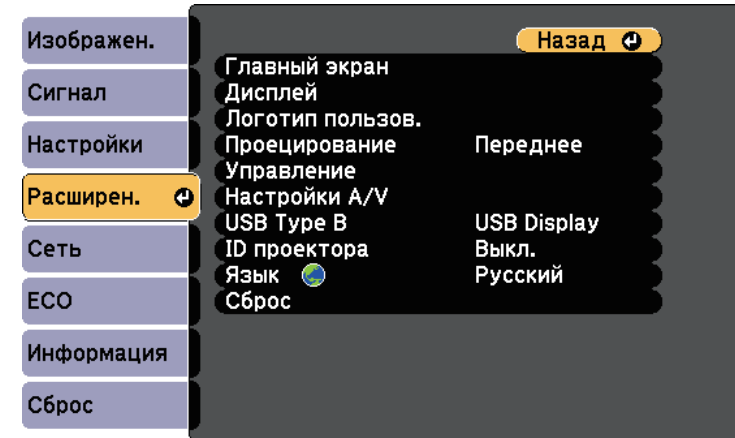 Изображен.
Сигнал
Настройки
Расширен.
Сеть
ECO
Информация
Сброс
Назад
Главный экран
Дисплей
Логотип пользов.
Проецирование Переднее
Управление
Настройки A/V
USB Type B USB Display
ID проектора Выкл.
Язык Русский
Сброс